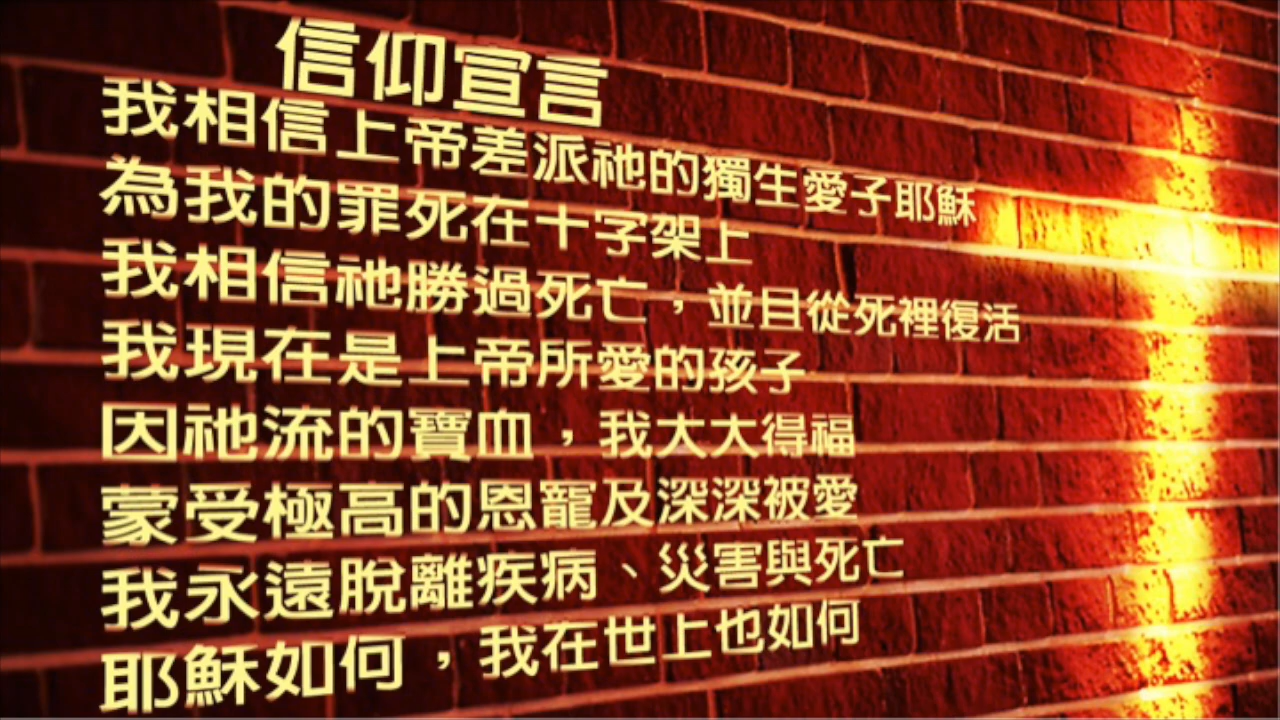 信仰宣言
我相信上帝差派祂的獨生愛子耶穌
為我的罪死在十字架上
我相信祂勝過死亡，並且從死裡復活
我現在是上帝所愛的孩子
因祂流的寶血，我大大得福
蒙受極高的恩寵及深深被愛
我永遠脫離疾病、災害與死亡
耶穌如何，我在世上也如何